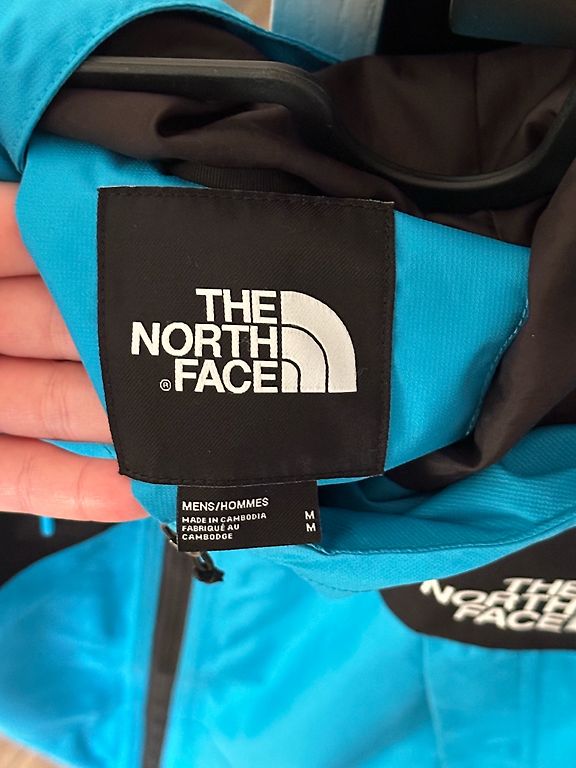 THE
NORTH
® FACE
MENS/HOMMES
MADE IN CAMBODIA M
FABRIQUÉ AU M
CAMBODGE
THE
NORTH
FACE